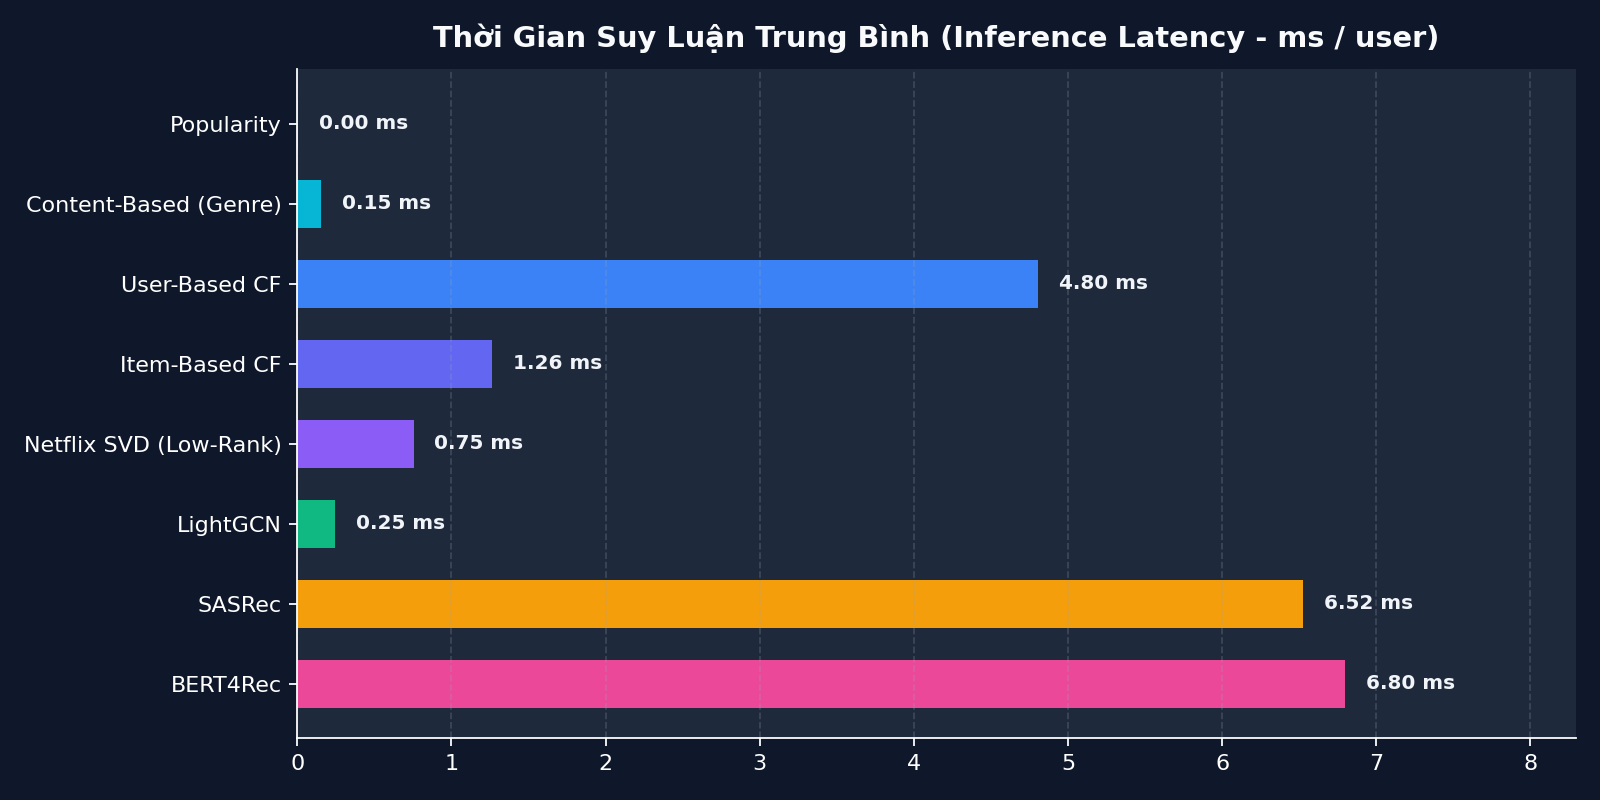 Thời Gian Suy Luận Trung Bình (Inference Latency - ms / user)
Popularity 0.00 ms
Content-Based (Genre) 0.15 ms
User-Based CF 4.80 ms
Item-Based CF 1.26 ms
Netflix SVD (Low-Rank) 0.75 ms
LightGCN 0.25 ms
SASRec 6.52 ms
BERT4Rec 6.80 ms
0 1 2 3 4 5 6 7 8